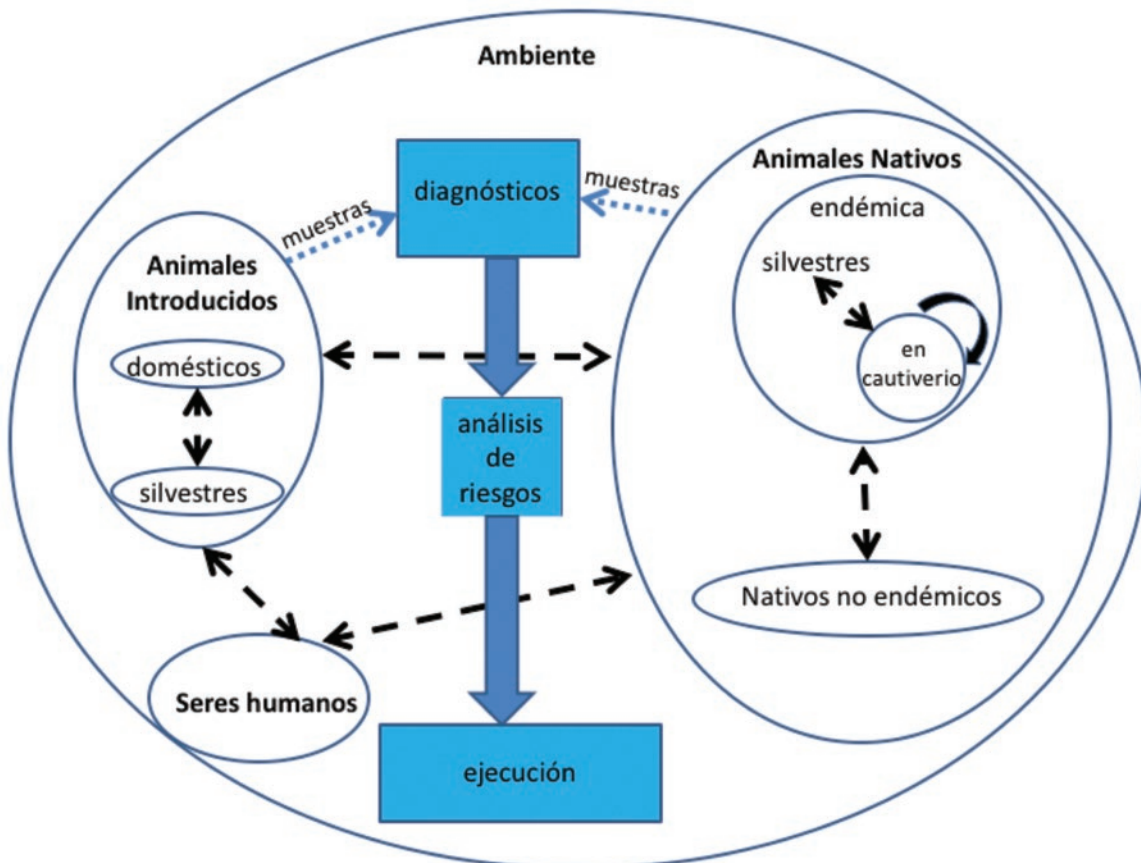 Ambiente
diagnósticos
muestras
muestras
Animales Nativos
endémica
silvestres
en
cautiverio
Animales
Introducidos
domésticos
silvestres
análisis
de
riesgos
Nativos no endémicos
Seres humanos
ejecución